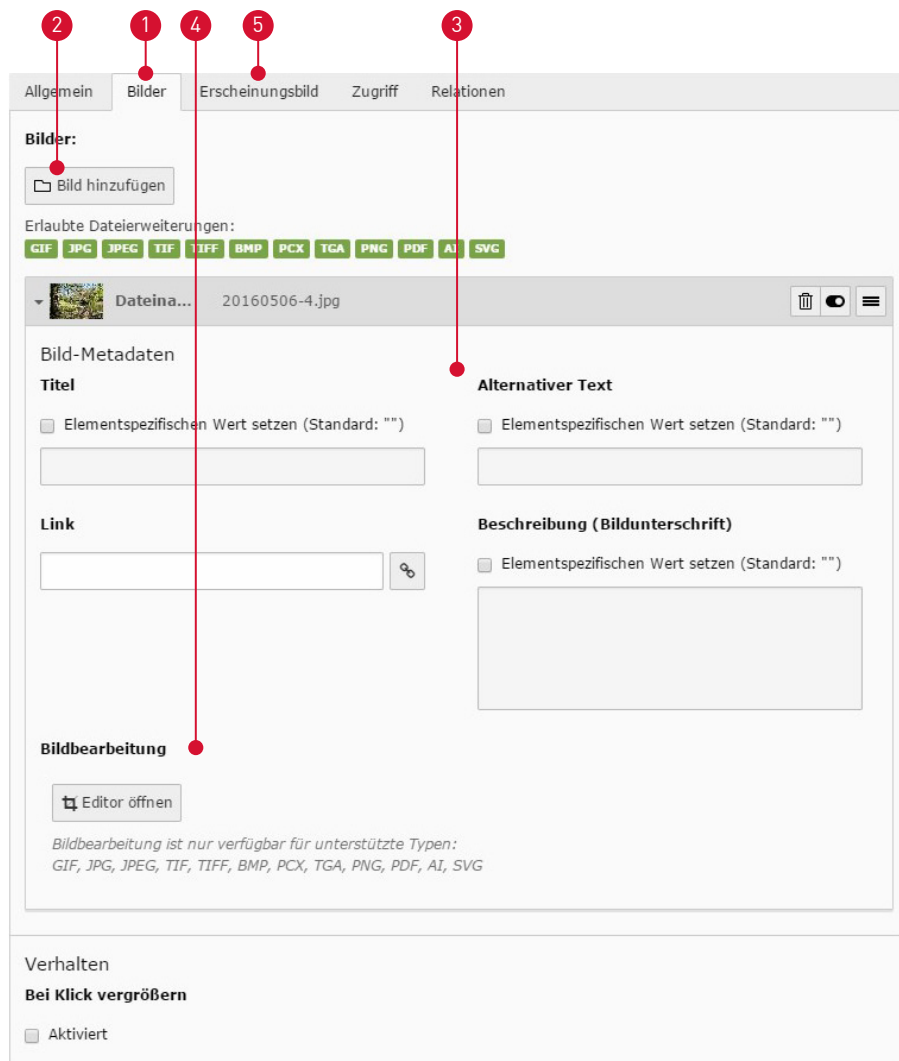 2 1 4 5 3
Allgemein Bilder Erscheinungsbild Zugriff Relationen
Bilder:
Bild hinzufügen
Erlaubte Dateierweiterungen:
GIF JPG JPEG TIF TIFF BMP PCX TGA PNG PDF AI SVG
Dateina... 20160506-4.jpg
Bild-Metadaten
Titel Alternativer Text
Elementspezifischen Wert setzen (Standard: "") Elementspezifischen Wert setzen (Standard: "")
Link Beschreibung (Bildunterschrift)
Elementspezifischen Wert setzen (Standard: "")
Bildbearbeitung
Editor öffnen
Bildbearbeitung ist nur verfügbar für unterstützte Typen:
GIF, JPG, JPEG, TIF, TIFF, BMP, PCX, TGA, PNG, PDF, AI, SVG
Verhalten
Bei Klick vergrößern
Aktiviert